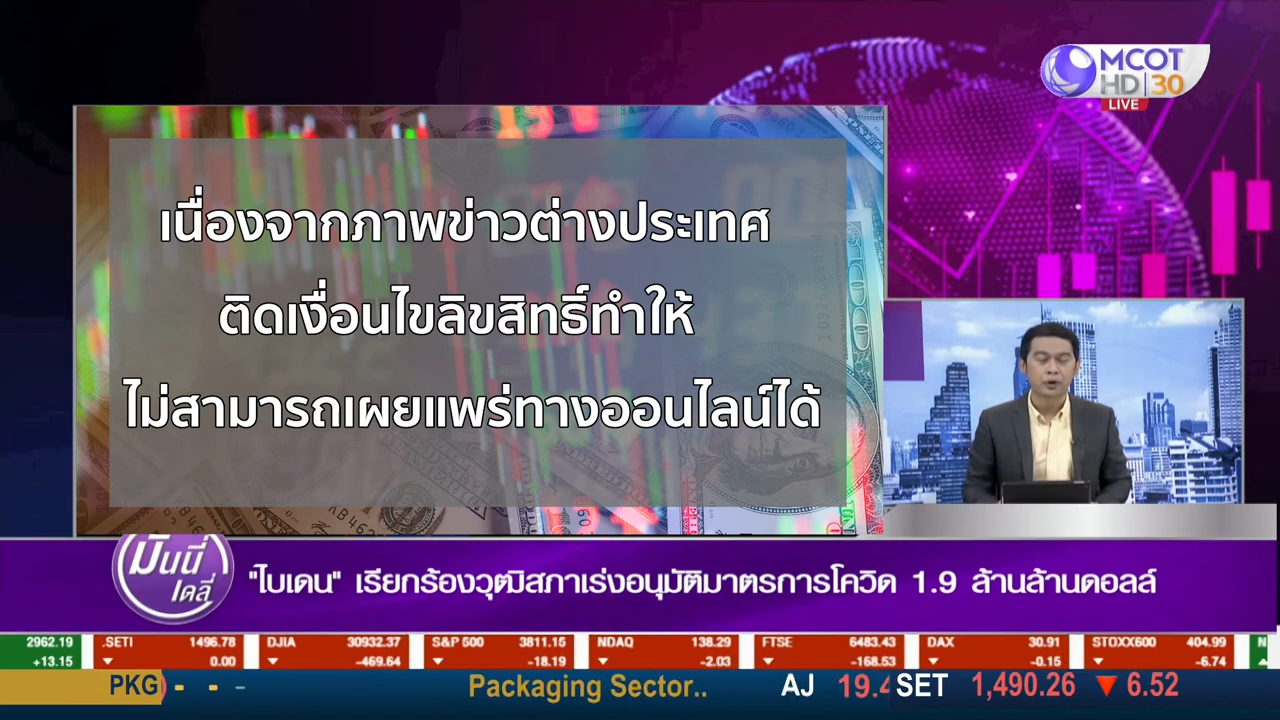 MCOT
HD 30
LIVE
เนื่องจากภาพข่าวต่างประเทศ
ติดเงื่อนไขลิขสิทธิ์ทำให้
ไม่สามารถเผยแพร่ทางออนไลน์ได้
มันนี่
เดลี่
"ไบเดน" เรียกร้องวุฒิสภาเร่งอนุมัติมาตรการโควิด 1.9 ล้านล้านดอลล์
2962.19 .SETI 1496.78 DJIA 30932.37 S&P 500 3811.15 NDAQ 138.29 FTSE 6483.43 DAX 30.91 STOXX600 404.99 N
+13.15 ▼ 0.00 ▼ -469.64 ▼ -18.19 ▼ -2.03 ▼ -168.53 ▼ -0.15 ▼ -6.74 ▲
PKG) - - - Packaging Sector.. AJ 19.4 SET 1,490.26 ▼ 6.52